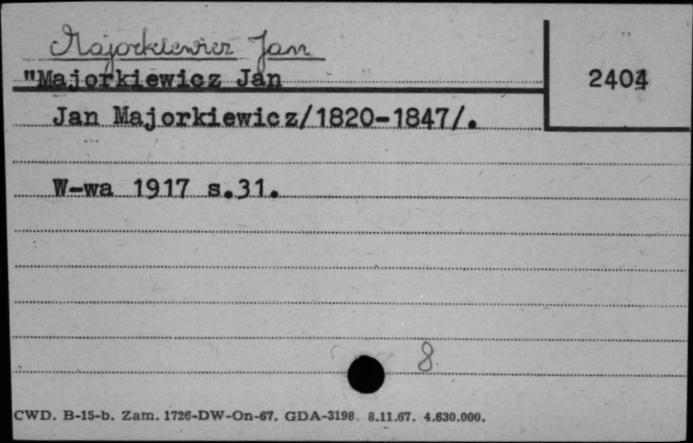 Majorkiewicz Jan
"Majorkiewicz Jan
2404
Jan Majorkiewicz/1820-1847/.
W-wa 1917 s.31.
8
CWD. B-15-b. Zam. 1726-DW-On-67. GDA-3198. 8.11.67. 4.630.000.